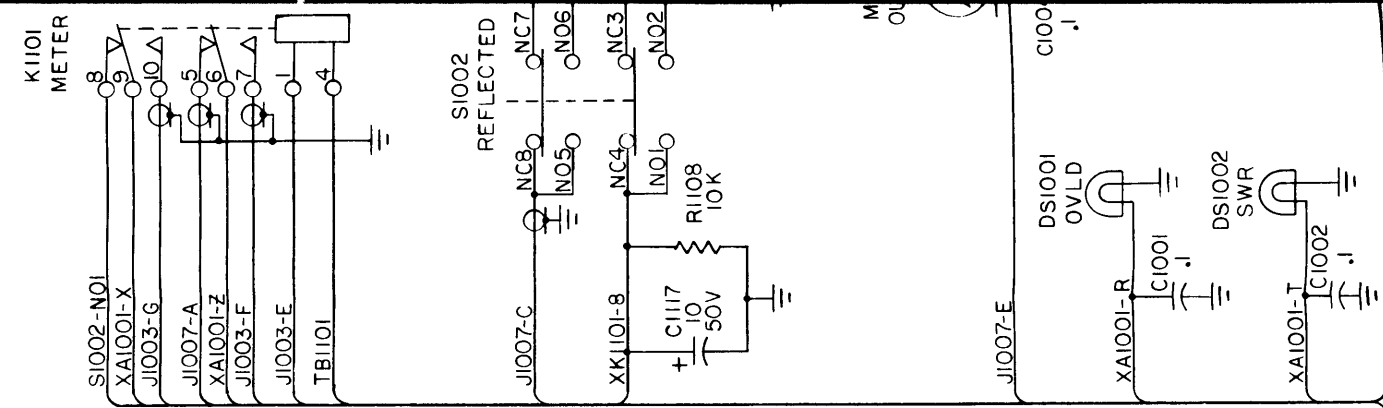 K1101
METER
8
9
10
5
6
7
1
4
S1002-NO1
XA1001-X
J1003-G
J1007-A
XA1001-Z
J1003-F
J1003-E
TB1101
S1002
REFLECTED
NC7
NO6
NC3
NO2
NC8
NO5
NC4
NO1
J1007-C
XK1101-8
R1108
10K
+
C1117
10
50V
J1007-E
C1004
.1
DS1001
OVLD
XA1001-R
C1001
.1
DS1002
SWR
XA1001-T
C1002
.1